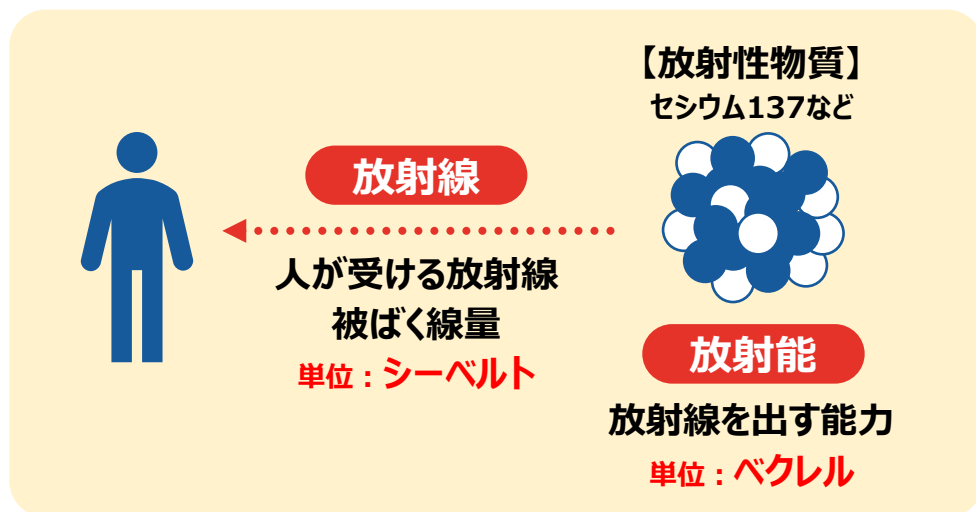 【放射性物質】
セシウム137など
放射線
人が受ける放射線
被ばく線量
単位：シーベルト
放射能
放射線を出す能力
単位：ベクレル